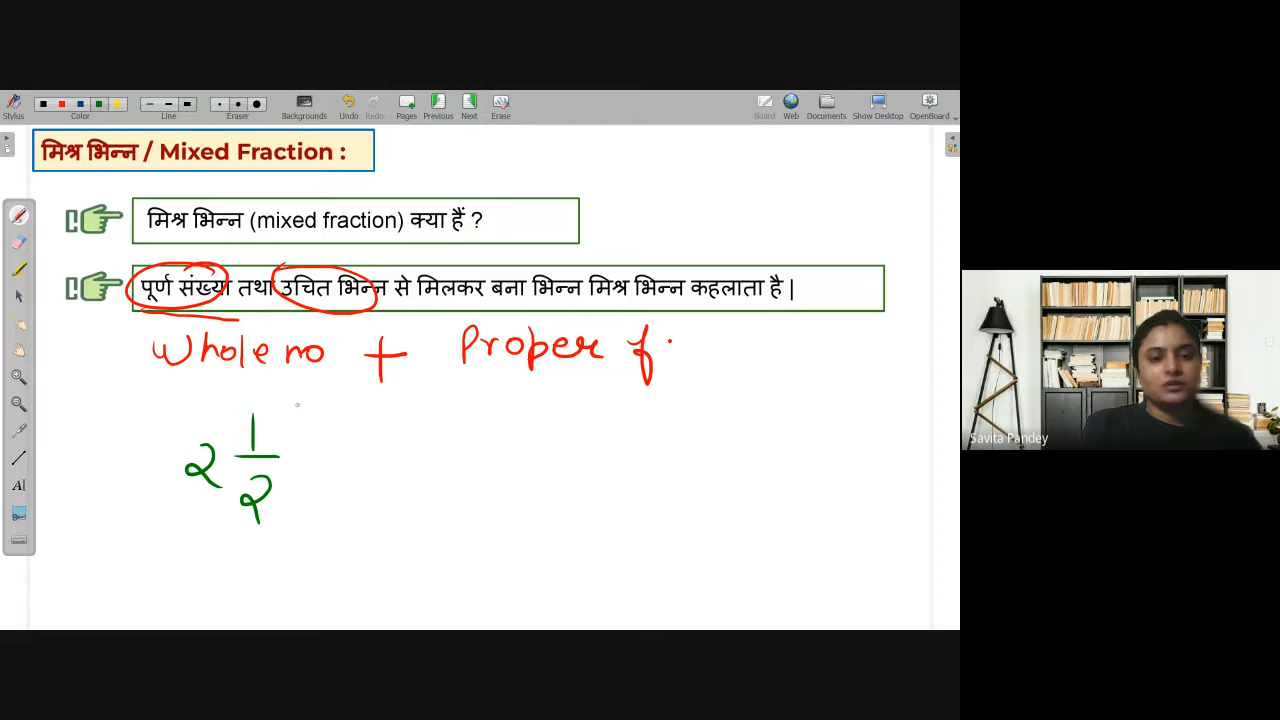 Stylus Color Line Eraser Backgrounds Undo Redo Pages Previous Next Erase Board Web Documents Show Desktop OpenBoard
मिश्र भिन्न / Mixed Fraction :
मिश्र भिन्न (mixed fraction) क्या हैं ?
पूर्ण संख्या तथा उचित भिन्न से मिलकर बना भिन्न मिश्र भिन्न कहलाता है |
Whole no + Proper f.
2 1/2
Savita Pandey